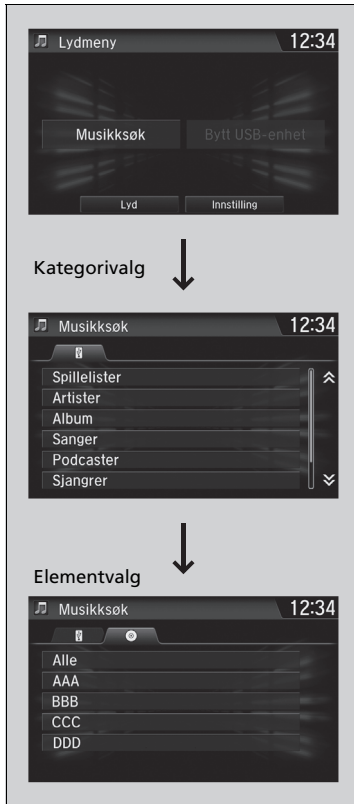 Lydmeny 12:34
Musikksøk Bytt USB-enhet
Lyd Innstilling
Kategorivalg
Musikksøk 12:34
Spillelister
Artister
Album
Sanger
Podcaster
Sjangrer
Elementvalg
Musikksøk 12:34
Alle
AAA
BBB
CCC
DDD